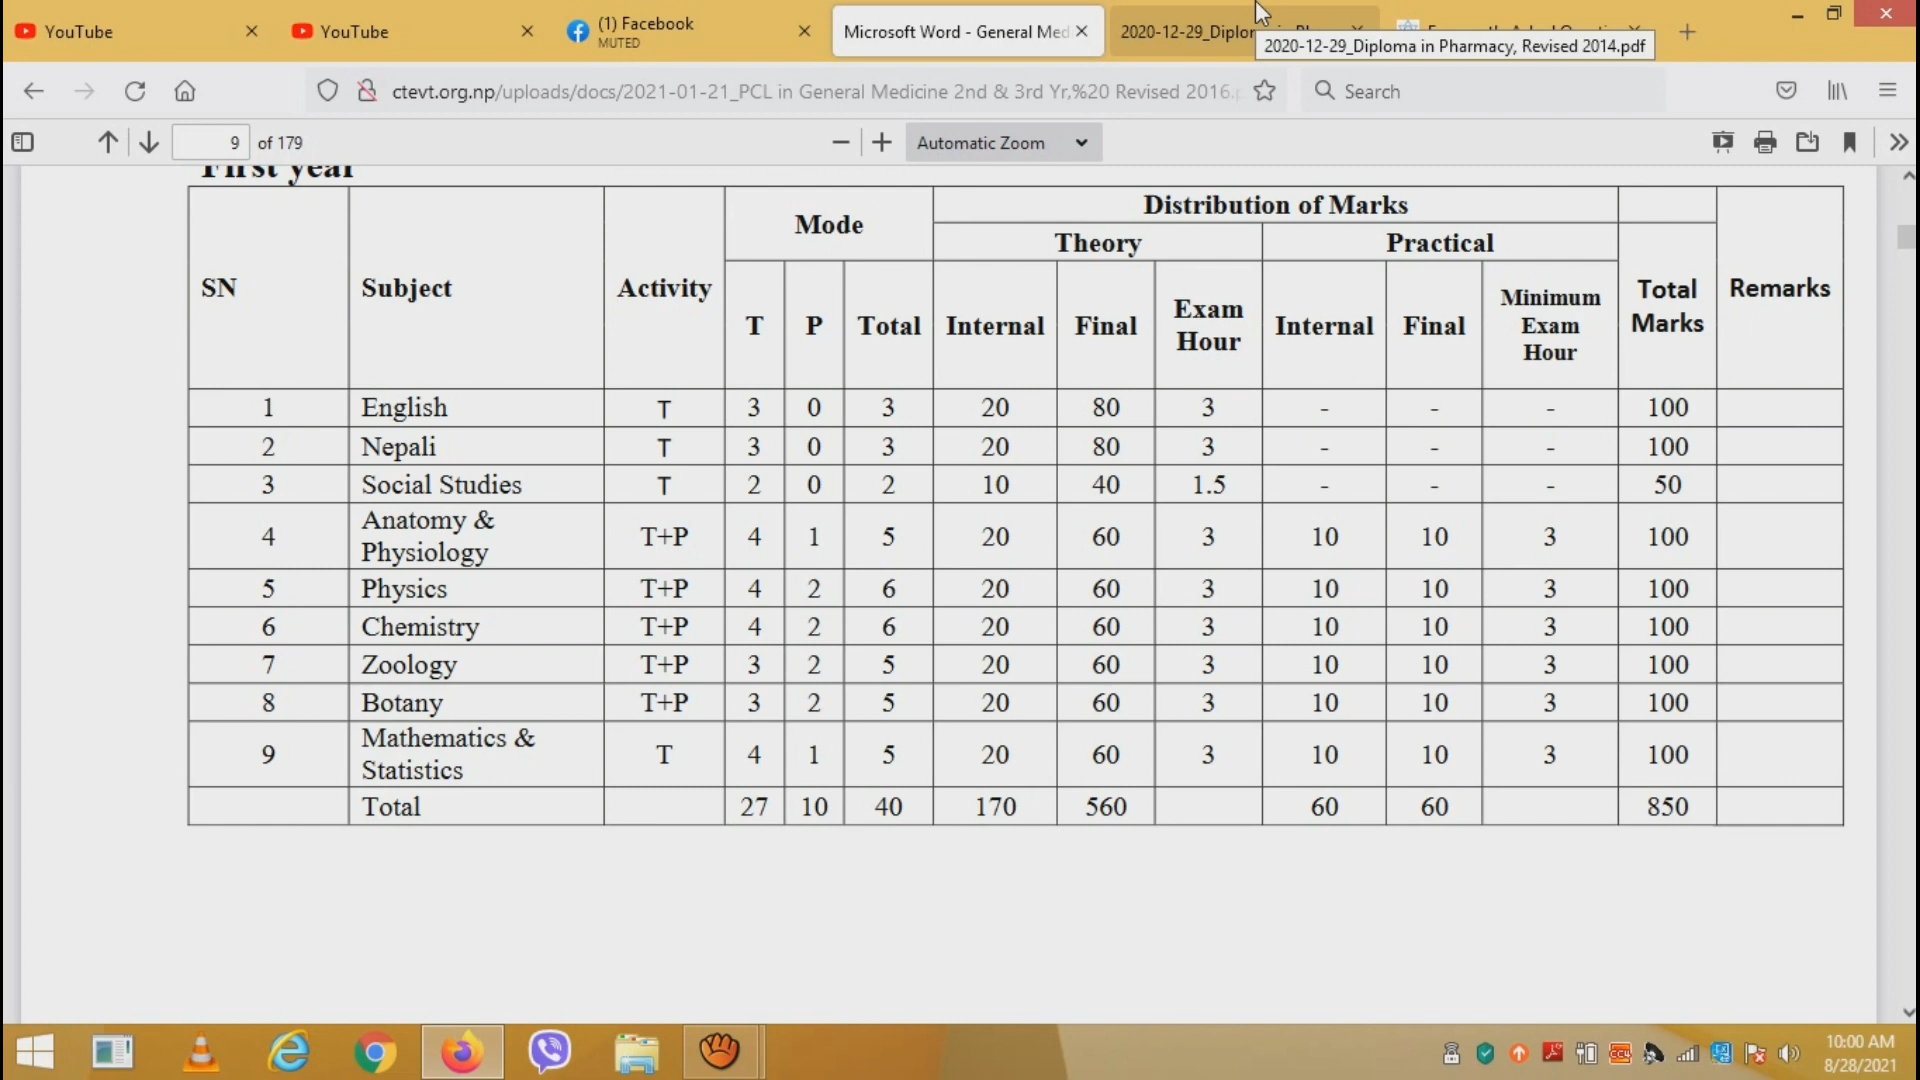 YouTube
YouTube
(1) Facebook
MUTED
Microsoft Word - General Med
2020-12-29_Diplo
2020-12-29_Diploma in Pharmacy, Revised 2014.pdf
ctevt.org.np/uploads/docs/2021-01-21_PCL in General Medicine 2nd & 3rd Yr,%20 Revised 2016.p
Search
9 of 179
Automatic Zoom
First year
SN Subject Activity Mode Distribution of Marks Total Marks Remarks
Theory Practical
T P Total Internal Final Exam Hour Internal Final Minimum Exam Hour
1 English T 3 0 3 20 80 3 - - - 100
2 Nepali T 3 0 3 20 80 3 - - - 100
3 Social Studies T 2 0 2 10 40 1.5 - - - 50
4 Anatomy & Physiology T+P 4 1 5 20 60 3 10 10 3 100
5 Physics T+P 4 2 6 20 60 3 10 10 3 100
6 Chemistry T+P 4 2 6 20 60 3 10 10 3 100
7 Zoology T+P 3 2 5 20 60 3 10 10 3 100
8 Botany T+P 3 2 5 20 60 3 10 10 3 100
9 Mathematics & Statistics T 4 1 5 20 60 3 10 10 3 100
Total 27 10 40 170 560 60 60 850
10:00 AM
8/28/2021